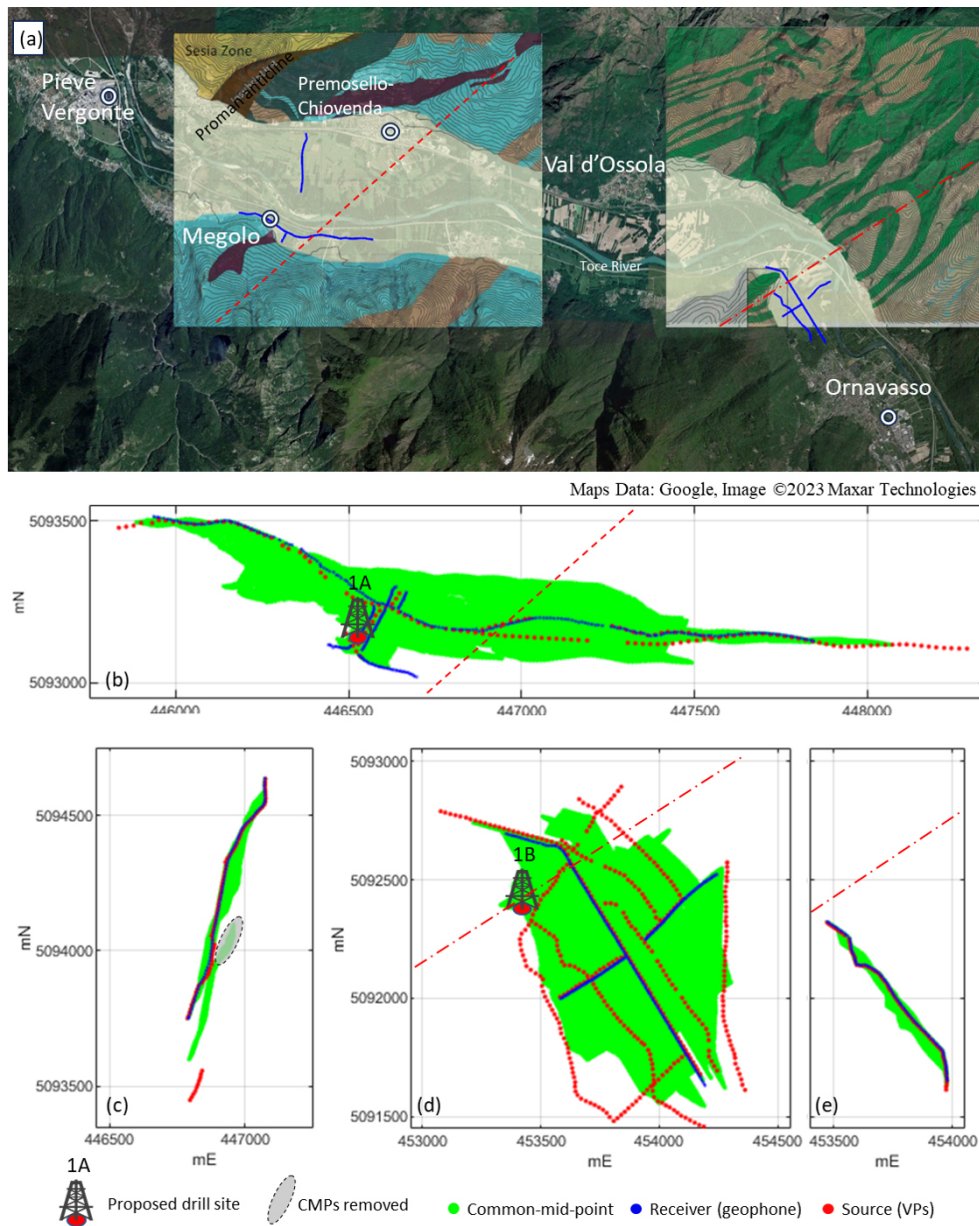 (a)
Sesia Zone
Pieve
Vergonte
Proman anticline
Premosello-
Chiovenda
Val d'Ossola
Megolo
Toce River
Ornavasso
Maps Data: Google, Image ©2023 Maxar Technologies
5093500
mN
5093000
1A
(b)
446000
446500
447000
447500
448000
5094500
mN
5094000
5093500
(c)
446500
447000
mE
5093000
mN
5092500
5092000
5091500
1B
(d)
453000
453500
454000
454500
mE
(e)
453500
454000
1A
Proposed drill site
CMPs removed
Common-mid-point
Receiver (geophone)
Source (VPs)